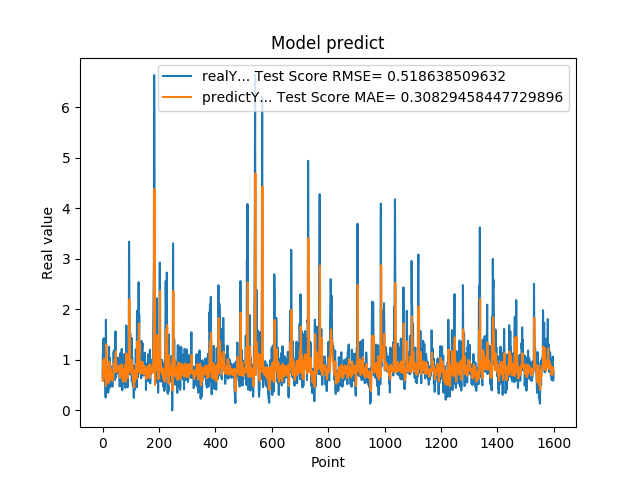 Model predict
realY... Test Score RMSE= 0.518638509632
predictY... Test Score MAE= 0.30829458447729896
Real value
6
5
4
3
2
1
0
0 200 400 600 800 1000 1200 1400 1600
Point